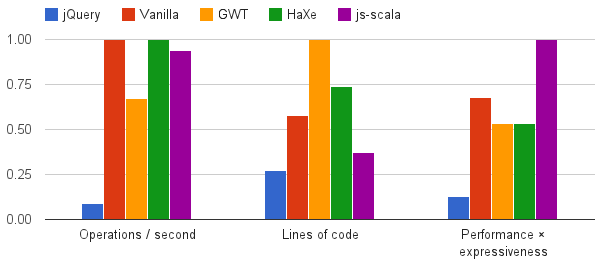 jQuery Vanilla GWT HaXe js-scala
1.00
0.75
0.50
0.25
0.00
Operations / second
Lines of code
Performance ×
expressiveness